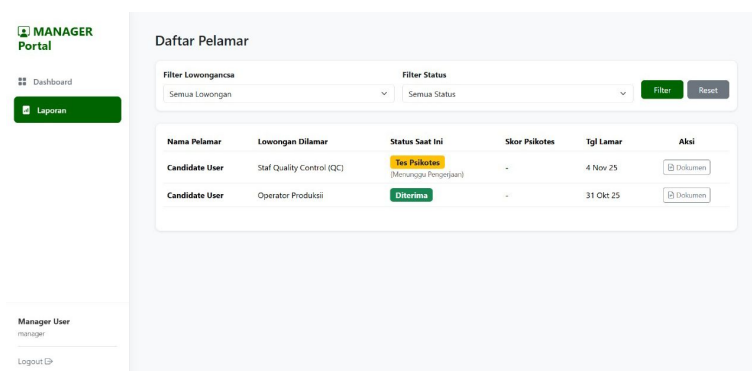 MANAGER
Portal
Dashboard
Laporan
Manager User
manager
Logout
Daftar Pelamar
Filter Lowongancsa Filter Status
Semua Lowongan Semua Status Filter Reset
Nama Pelamar Lowongan Dilamar Status Saat Ini Skor Psikotes Tgl Lamar Aksi
Candidate User Staf Quality Control (QC) Tes Psikotes - 4 Nov 25 Dokumen
(Menunggu Pengerjaan)
Candidate User Operator Produksii Diterima - 31 Okt 25 Dokumen